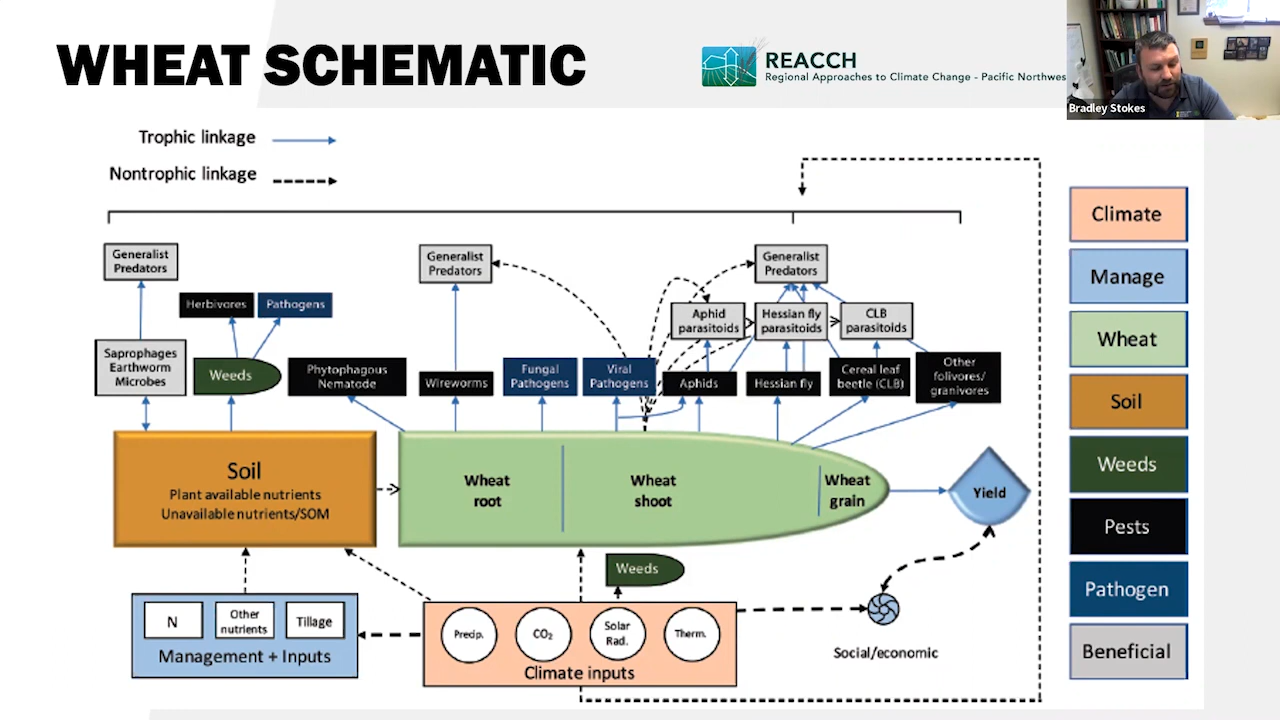 WHEAT SCHEMATIC
REACCH
Regional Approaches to Climate Change - Pacific Northwes
Bradley Stokes
Trophic linkage
Nontrophic linkage
Generalist
Predators
Generalist
Predators
Generalist
Predators
Herbivores
Pathogens
Aphid
parasitoids
Hessian fly
parasitoids
CLB
parasitoids
Saprophages
Earthworm
Microbes
Weeds
Phytophagous
Nematode
Wireworms
Fungal
Pathogens
Viral
Pathogens
Aphids
Hessian fly
Cereal leaf
beetle (CLB)
Other
folivores/
granivores
Soil
Plant available nutrients
Unavailable nutrients/SOM
Wheat
root
Wheat
shoot
Wheat
grain
Yield
Weeds
N
Other
nutrients
Tillage
Management + Inputs
Precip.
CO₂
Solar
Rad.
Therm.
Climate inputs
Social/economic
Climate
Manage
Wheat
Soil
Weeds
Pests
Pathogen
Beneficial